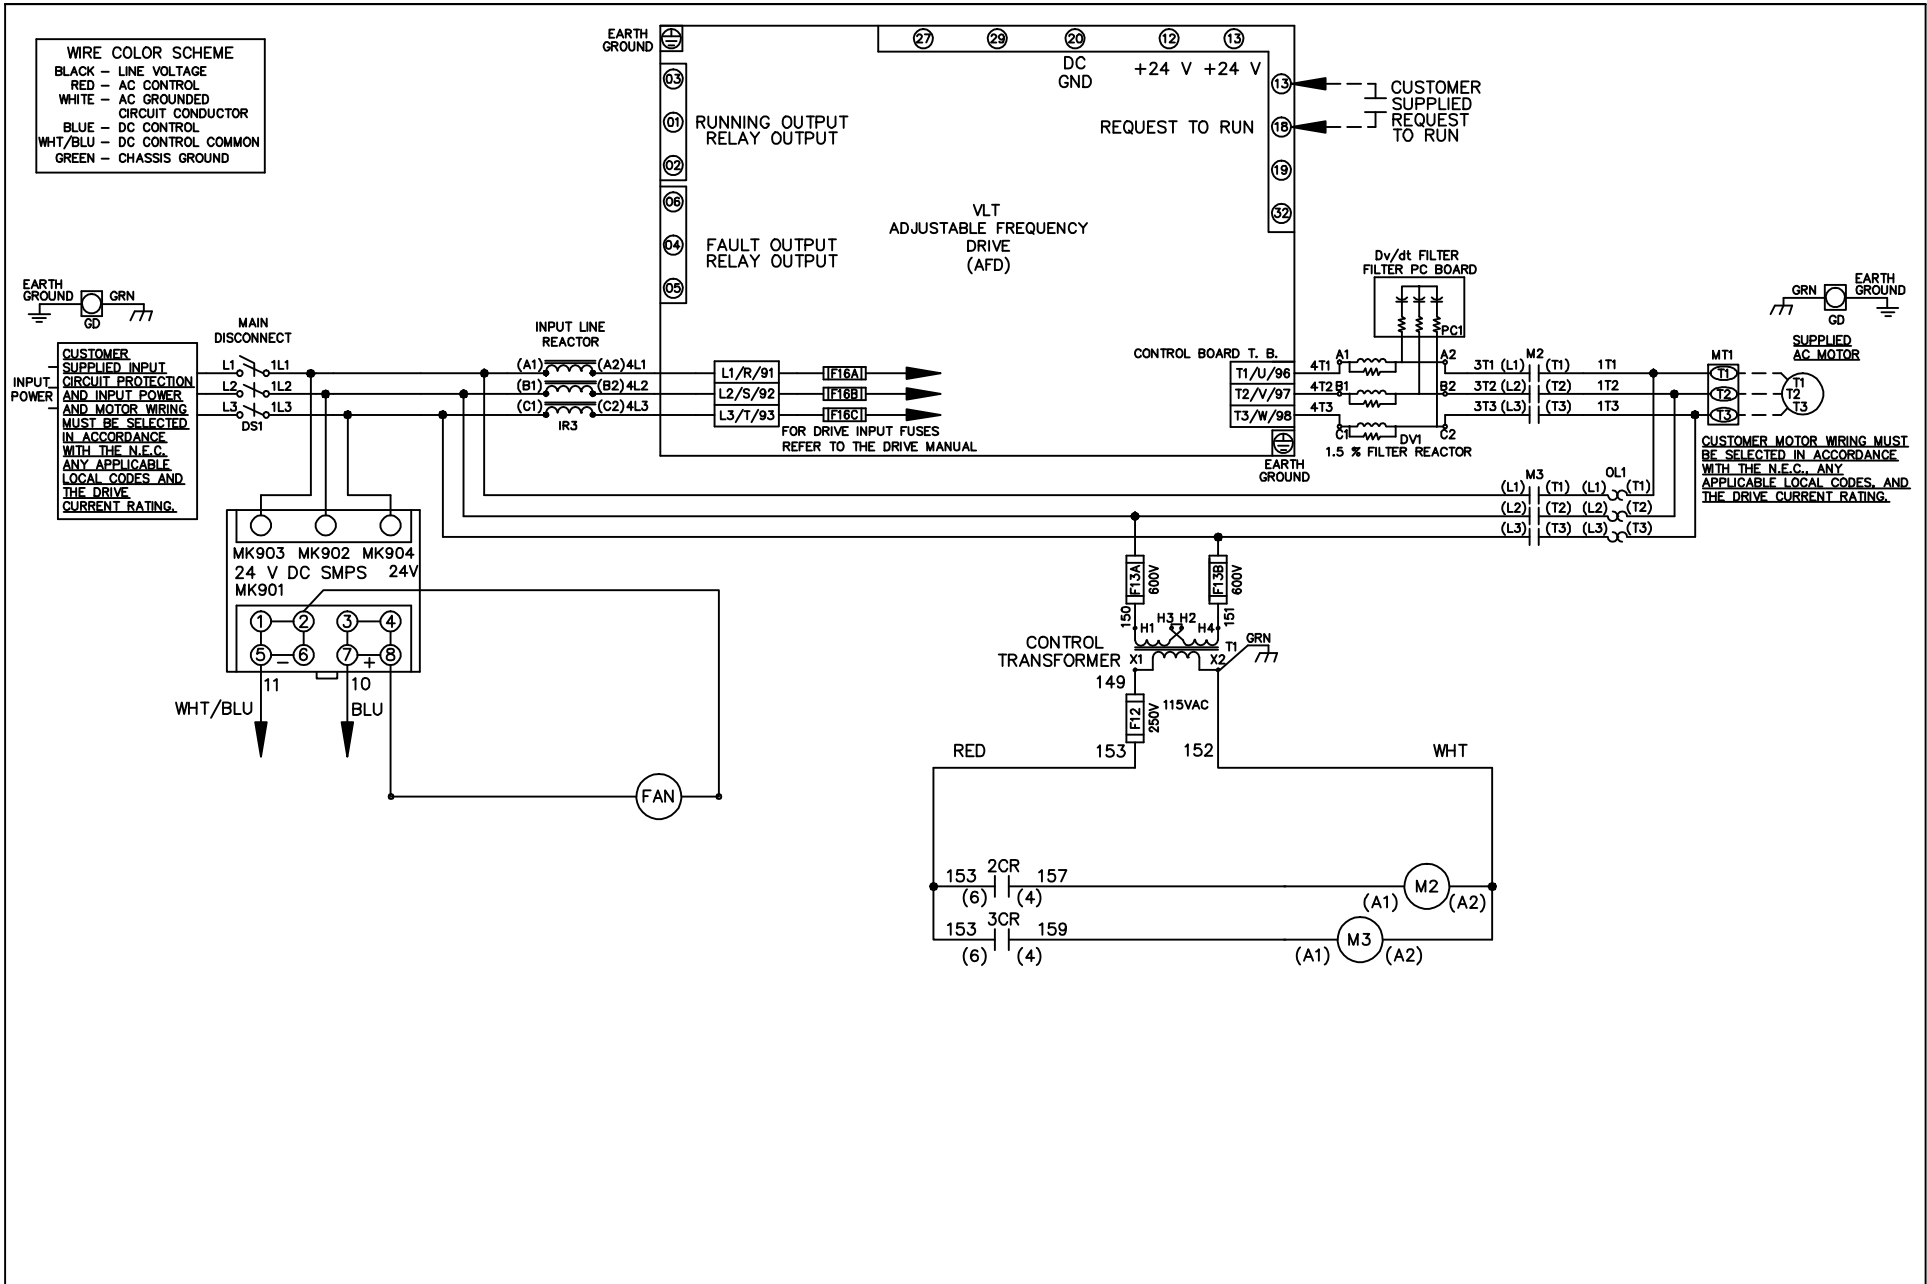 WIRE COLOR SCHEME
BLACK – LINE VOLTAGE
RED – AC CONTROL
WHITE – AC GROUNDED
CIRCUIT CONDUCTOR
BLUE – DC CONTROL
WHT/BLU – DC CONTROL COMMON
GREEN – CHASSIS GROUND
EARTH
GROUND
03
01
02
RUNNING OUTPUT
RELAY OUTPUT
06
04
05
FAULT OUTPUT
RELAY OUTPUT
27
29
20
12
13
DC
GND
+24 V
+24 V
13
REQUEST TO RUN
18
19
32
CUSTOMER
SUPPLIED
REQUEST
TO RUN
VLT
ADJUSTABLE FREQUENCY
DRIVE
(AFD)
Dv/dt FILTER
FILTER PC BOARD
PC1
EARTH
GROUND
GRN
GD
INPUT
POWER
CUSTOMER
SUPPLIED INPUT
CIRCUIT PROTECTION
AND INPUT POWER
AND MOTOR WIRING
MUST BE SELECTED
IN ACCORDANCE
WITH THE N.E.C.
ANY APPLICABLE
LOCAL CODES AND
THE DRIVE
CURRENT RATING.
MAIN
DISCONNECT
L1 1L1
L2 1L2
L3 1L3
DS1
INPUT LINE
REACTOR
(A1) (A2) 4L1
(B1) (B2) 4L2
(C1) (C2) 4L3
IR3
L1/R/91
L2/S/92
L3/T/93
F16A
F16B
F16C
FOR DRIVE INPUT FUSES
REFER TO THE DRIVE MANUAL
CONTROL BOARD T. B.
T1/U/96
T2/V/97
T3/W/98
EARTH
GROUND
4T1 A1 A2
4T2 B1 B2
4T3 C1 C2
DV1
1.5 % FILTER REACTOR
M2
3T1 (L1) (T1) 1T1
3T2 (L2) (T2) 1T2
3T3 (L3) (T3) 1T3
MT1
T1
T2
T3
T1
T2
T3
GRN
EARTH
GROUND
GD
SUPPLIED
AC MOTOR
CUSTOMER MOTOR WIRING MUST
BE SELECTED IN ACCORDANCE
WITH THE N.E.C., ANY
APPLICABLE LOCAL CODES, AND
THE DRIVE CURRENT RATING.
M3
OL1
(L1) (T1) (L1) (T1)
(L2) (T2) (L2) (T2)
(L3) (T3) (L3) (T3)
MK903 MK902 MK904
24 V DC SMPS 24V
MK901
1 2 3 4
5 – 6 7 + 8
11
10
WHT/BLU
BLU
FAN
F13A
600V
F13B
600V
150
151
H1 H3 H2 H4
CONTROL
TRANSFORMER
T1
GRN
X1
X2
149
F12
250V
115VAC
RED
153
152
WHT
153 2CR 157
(6) (4)
M2
(A1) (A2)
153 3CR 159
(6) (4)
M3
(A1) (A2)